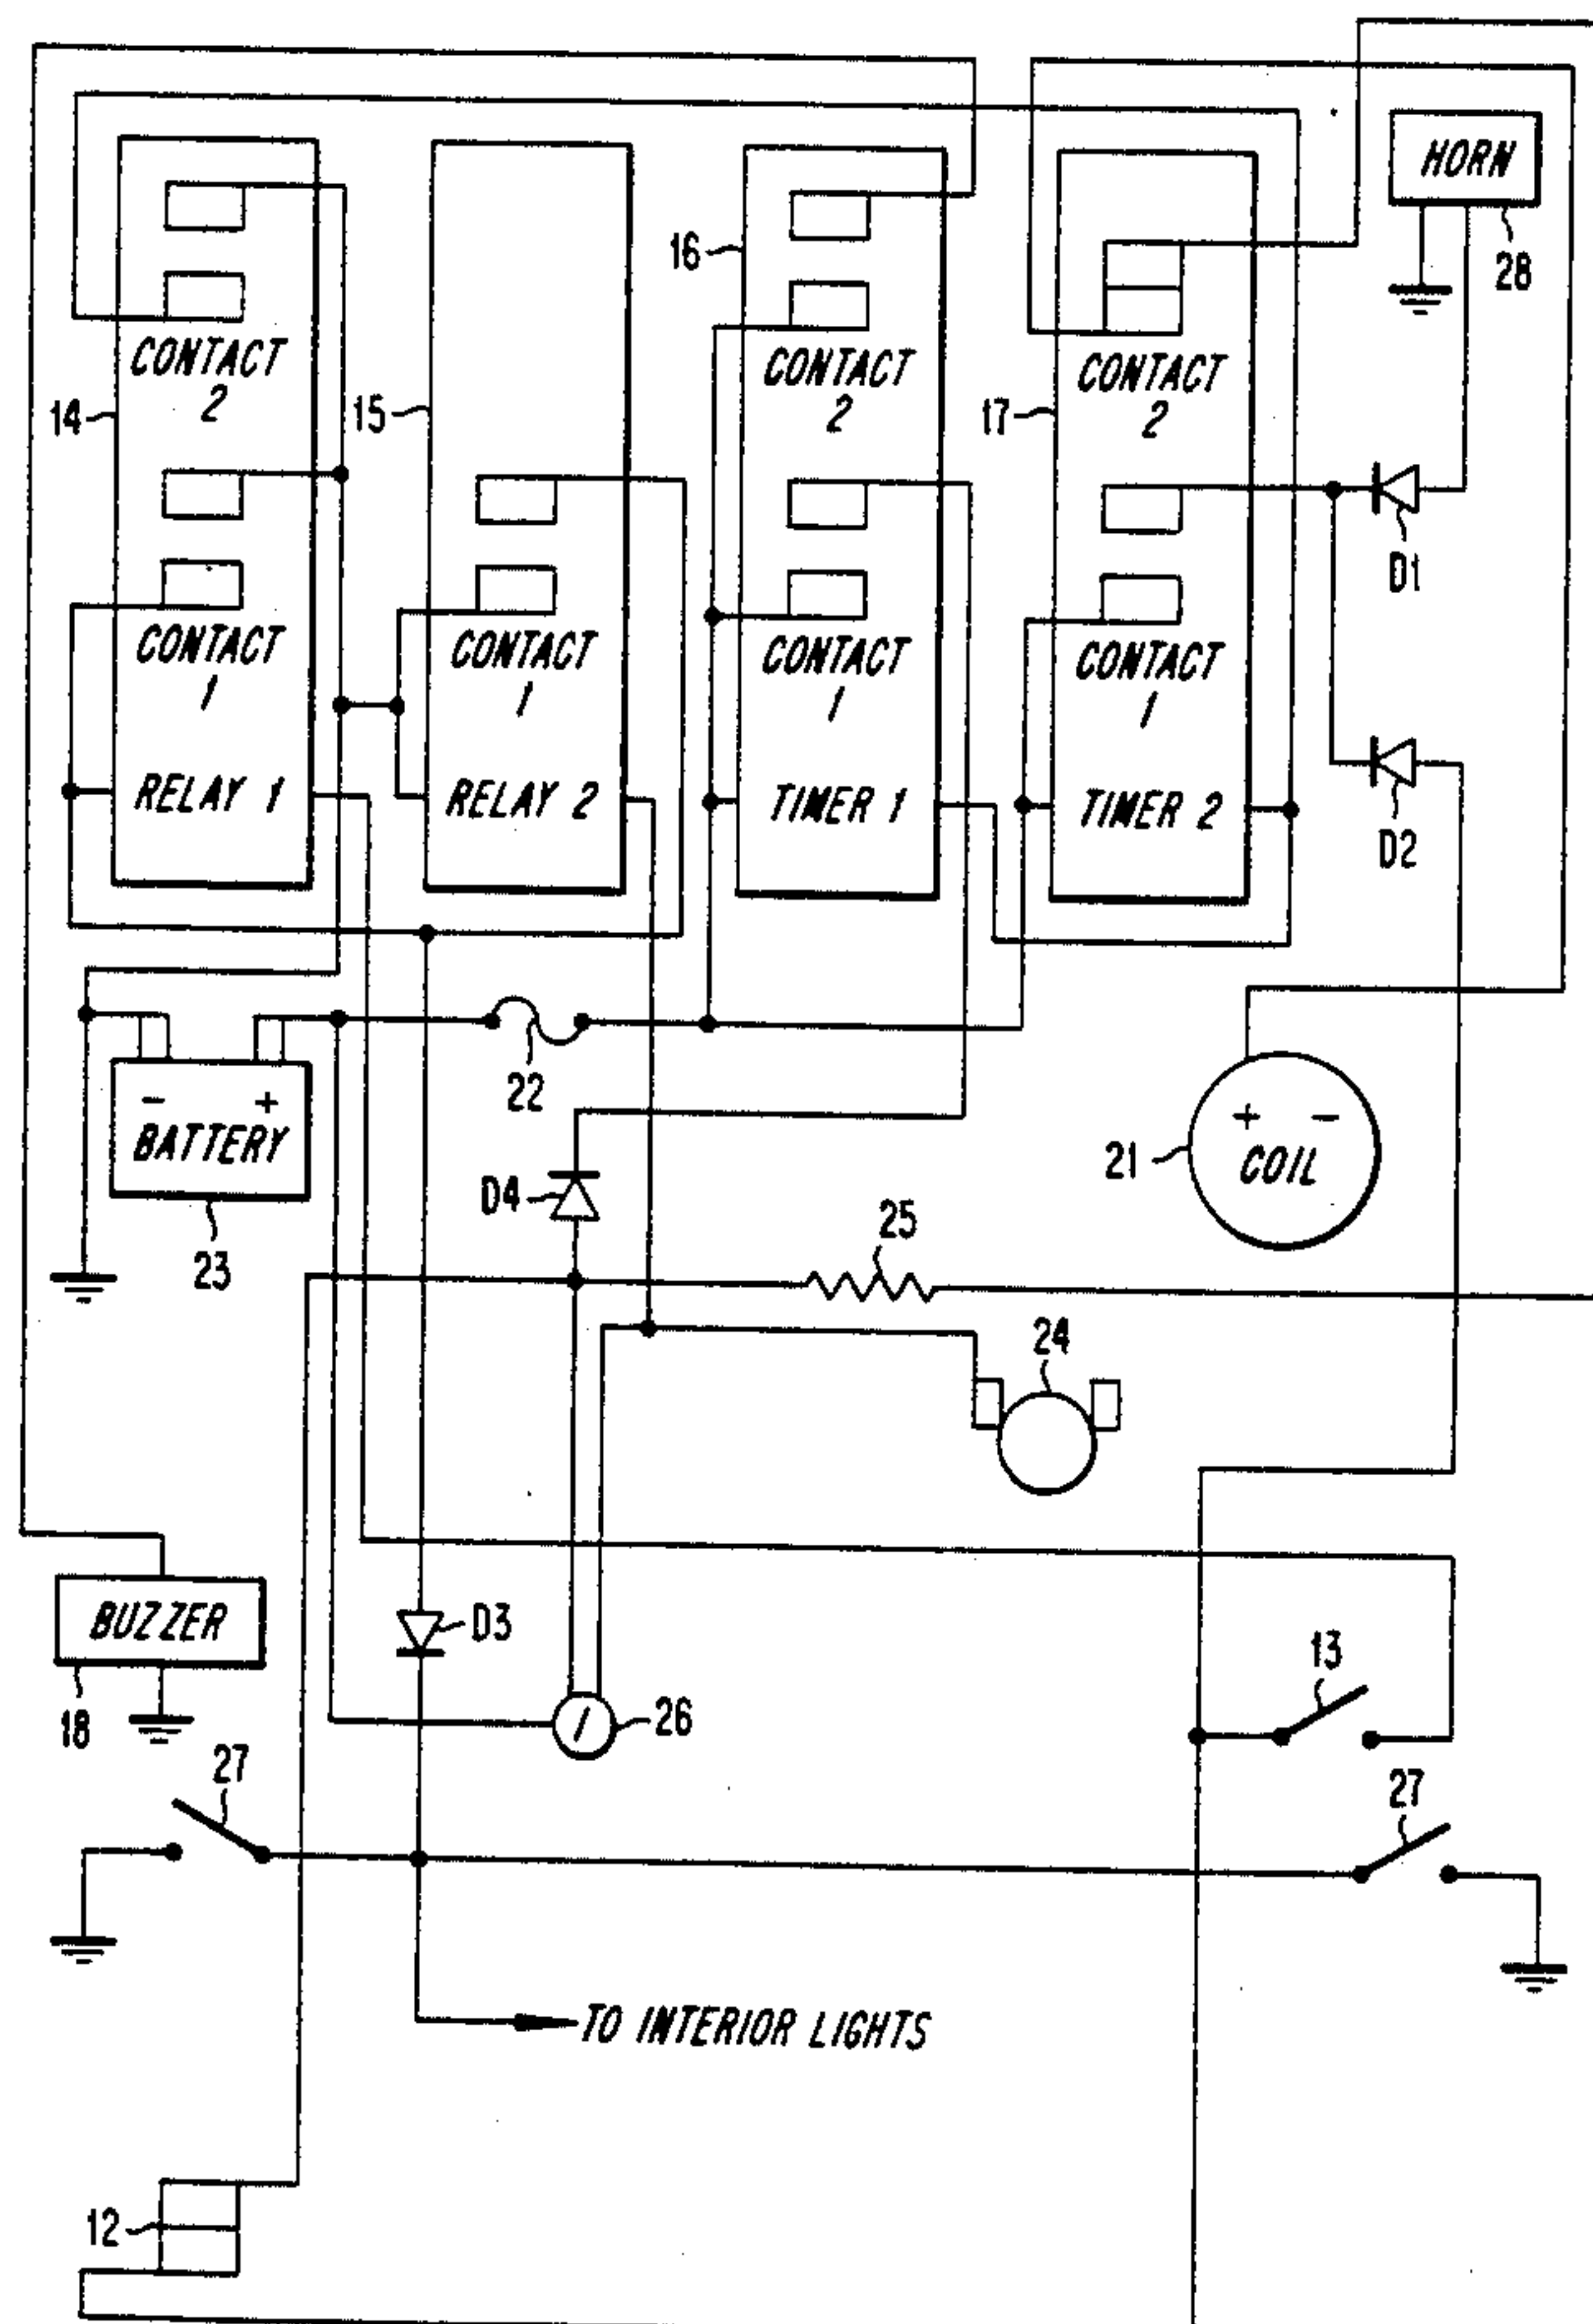 HORN
28
16
CONTACT
2
CONTACT
2
CONTACT
2
14
15
17
D1
CONTACT
1
CONTACT
1
CONTACT
1
CONTACT
1
RELAY 1
RELAY 2
TIMER 1
TIMER 2
D2
22
- +
BATTERY
23
+ -
COIL
21
D4
25
24
D3
BUZZER
18
26
13
27
27
TO INTERIOR LIGHTS
12